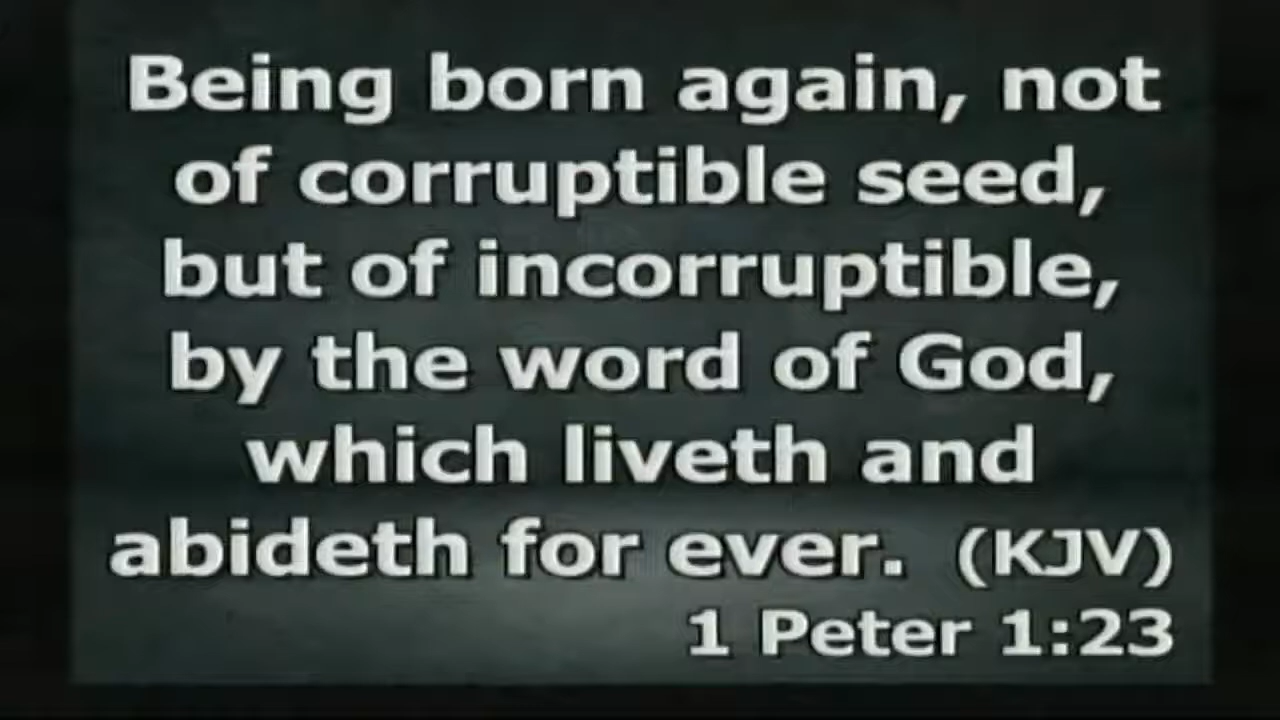 Being born again, not
of corruptible seed,
but of incorruptible,
by the word of God,
which liveth and
abideth for ever. (KJV)
1 Peter 1:23